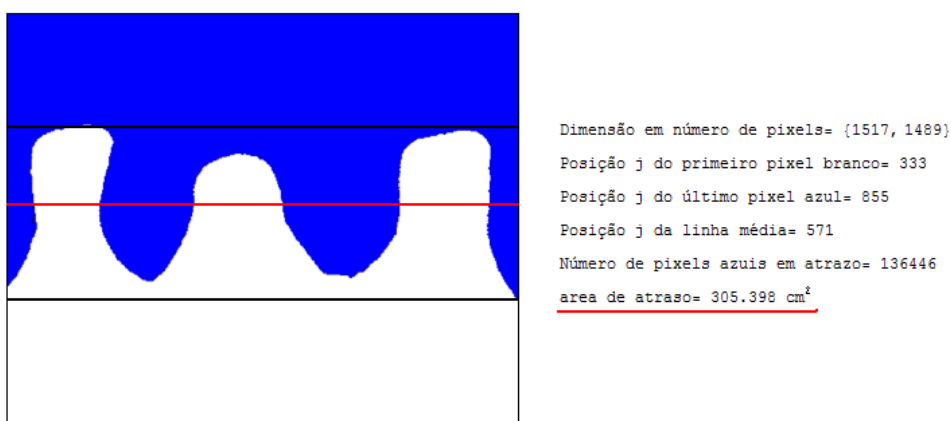 Dimensão em número de pixels= {1517, 1489}
Posição j do primeiro pixel branco= 333
Posição j do último pixel azul= 855
Posição j da linha média= 571
Número de pixels azuis em atrazo= 136446
area de atraso= 305.398 cm²